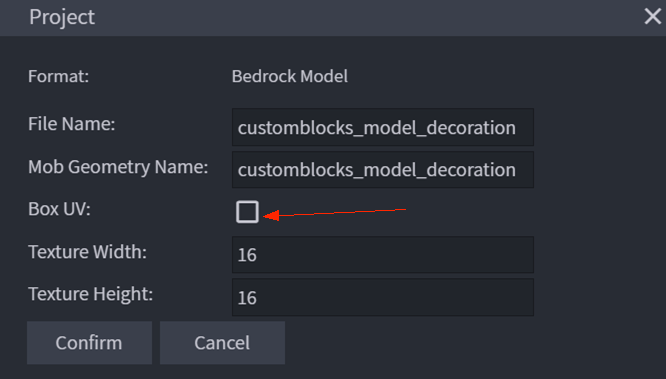 Project
Format: Bedrock Model
File Name: customblocks_model_decoration
Mob Geometry Name: customblocks_model_decoration
Box UV:
Texture Width: 16
Texture Height: 16
Confirm Cancel